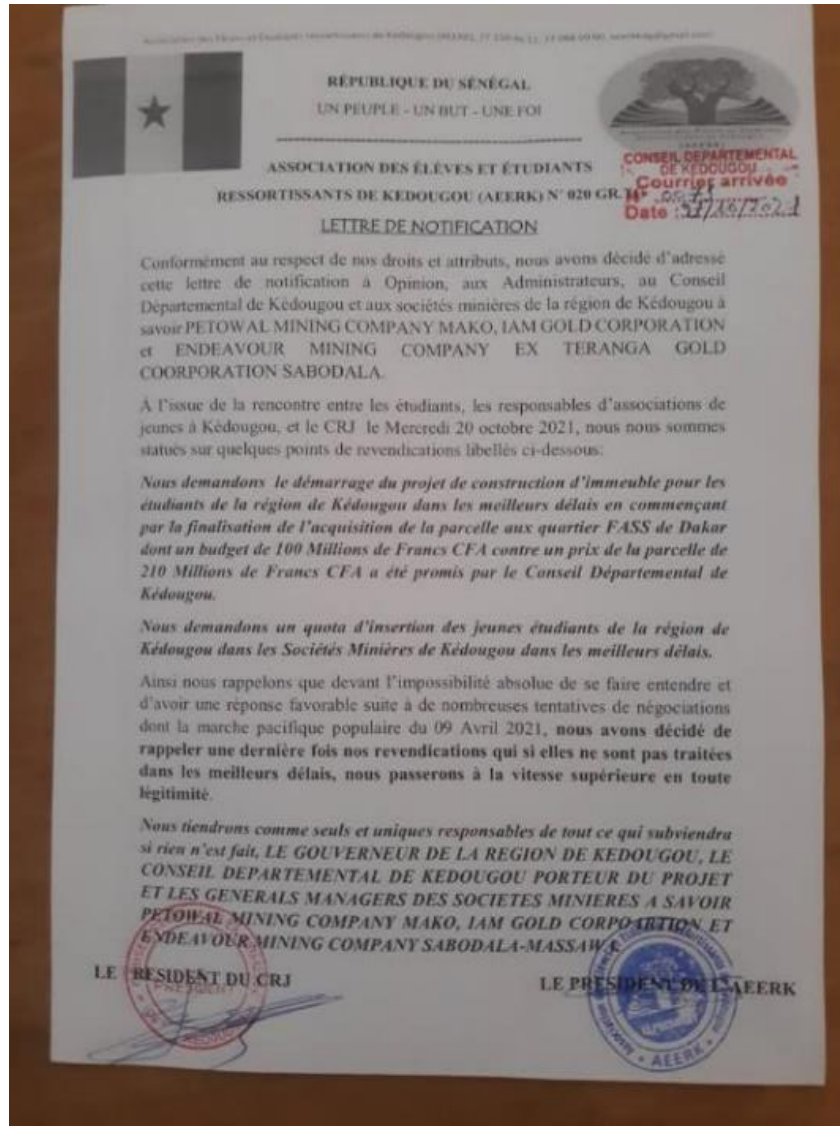 RÉPUBLIQUE DU SÉNÉGAL
UN PEUPLE - UN BUT - UNE FOI
CONSEIL DEPARTEMENTAL
DE KEDOUGOU
Courrier arrivée
Date :
ASSOCIATION DES ÉLÈVES ET ÉTUDIANTS
RESSORTISSANTS DE KEDOUGOU (AEERK) N° 020 GR.
LETTRE DE NOTIFICATION
Conformément au respect de nos droits et attributs, nous avons décidé d'adressé
cette lettre de notification à Opinion, aux Administrateurs, au Conseil
Départemental de Kédougou et aux sociétés minières de la région de Kédougou à
savoir PETOWAL MINING COMPANY MAKO, IAM GOLD CORPORATION
et ENDEAVOUR MINING COMPANY EX TERANGA GOLD
COORPORATION SABODALA.
À l'issue de la rencontre entre les étudiants, les responsables d'associations de
jeunes à Kédougou, et le CRJ le Mercredi 20 octobre 2021, nous nous sommes
statués sur quelques points de revendications libellés ci-dessous:
Nous demandons le démarrage du projet de construction d'immeuble pour les
étudiants de la région de Kédougou dans les meilleurs délais en commençant
par la finalisation de l'acquisition de la parcelle aux quartier FASS de Dakar
dont un budget de 100 Millions de Francs CFA contre un prix de la parcelle de
210 Millions de Francs CFA a été promis par le Conseil Départemental de
Kédougou.
Nous demandons un quota d'insertion des jeunes étudiants de la région de
Kédougou dans les Sociétés Minières de Kédougou dans les meilleurs délais.
Ainsi nous rappelons que devant l'impossibilité absolue de se faire entendre et
d'avoir une réponse favorable suite à de nombreuses tentatives de négociations
dont la marche pacifique populaire du 09 Avril 2021, nous avons décidé de
rappeler une dernière fois nos revendications qui si elles ne sont pas traitées
dans les meilleurs délais, nous passerons à la vitesse supérieure en toute
légitimité.
Nous tiendrons comme seuls et uniques responsables de tout ce qui subviendra
si rien n'est fait, LE GOUVERNEUR DE LA REGION DE KEDOUGOU, LE
CONSEIL DEPARTEMENTAL DE KEDOUGOU PORTEUR DU PROJET
ET LES GENERALS MANAGERS DES SOCIETES MINIERES A SAVOIR
PETOWAL MINING COMPANY MAKO, IAM GOLD CORPOARTION ET
ENDEAVOUR MINING COMPANY SABODALA-MASSAWA.
LE RESIDENT DU CRJ
PRESIDENT
LE PRESIDENT DE L'AEERK
AEERK